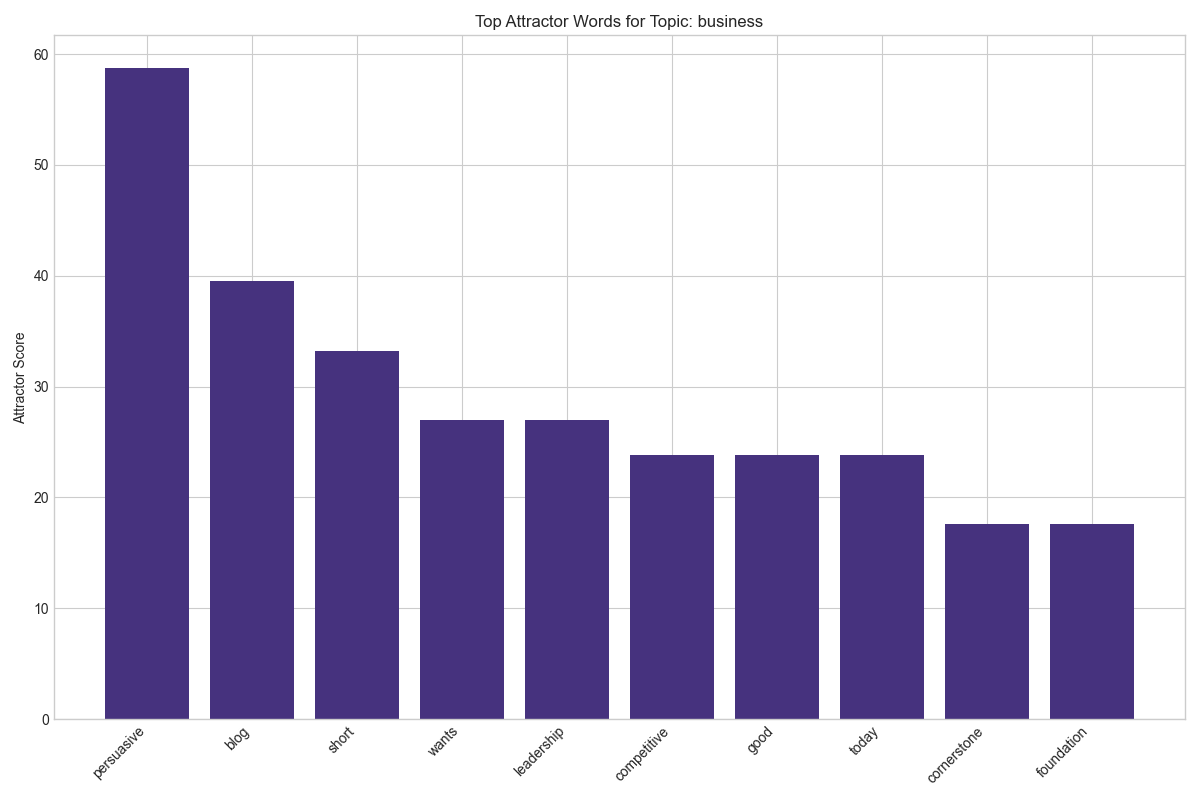 Top Attractor Words for Topic: business
60
50
40
30
20
10
0
Attractor Score
persuasive
blog
short
wants
leadership
competitive
good
today
cornerstone
foundation